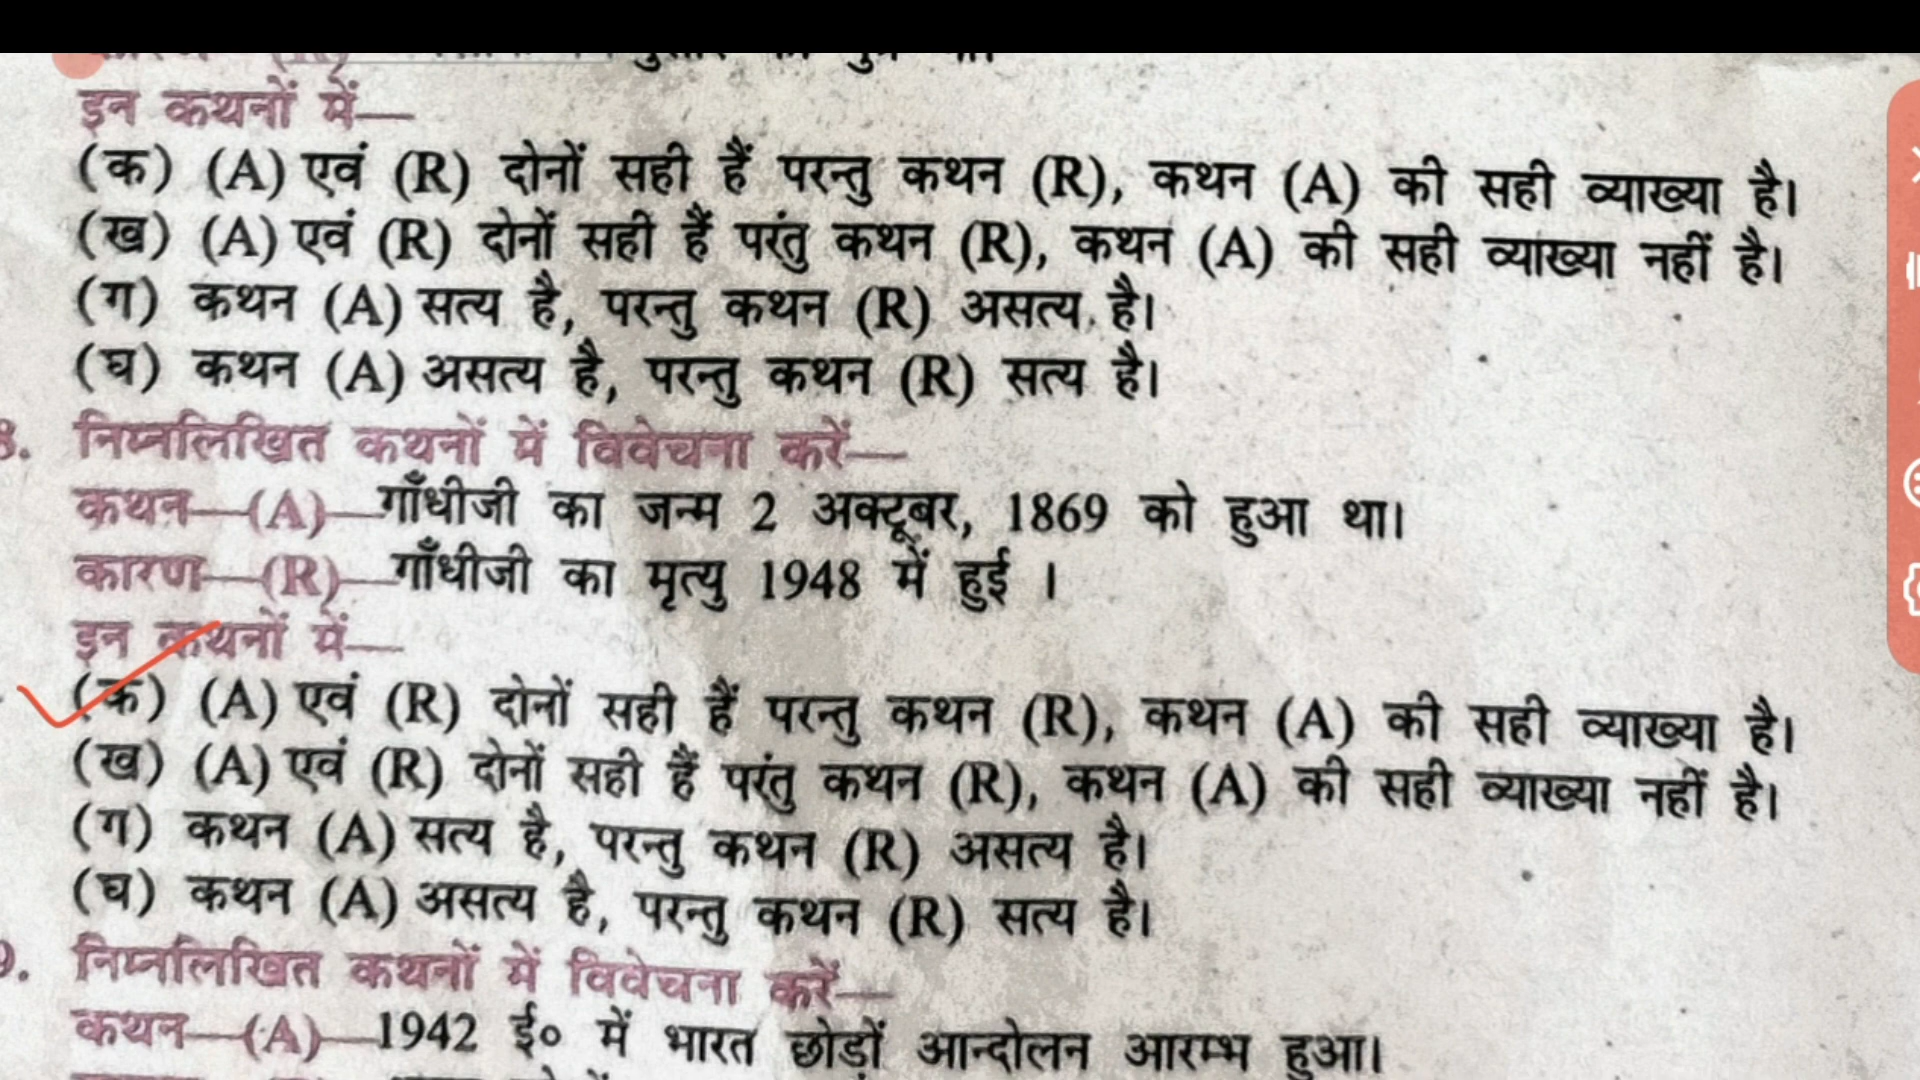 इन कथनों में—
(क) (A) एवं (R) दोनों सही हैं परन्तु कथन (R), कथन (A) की सही व्याख्या है।
(ख) (A) एवं (R) दोनों सही हैं परंतु कथन (R), कथन (A) की सही व्याख्या नहीं है।
(ग) कथन (A) सत्य है, परन्तु कथन (R) असत्य है।
(घ) कथन (A) असत्य है, परन्तु कथन (R) सत्य है।
8. निम्नलिखित कथनों में विवेचना करें—
कथन—(A)—गाँधीजी का जन्म 2 अक्टूबर, 1869 को हुआ था।
कारण—(R)—गाँधीजी का मृत्यु 1948 में हुई ।
इन कथनों में—
(क) (A) एवं (R) दोनों सही हैं परन्तु कथन (R), कथन (A) की सही व्याख्या है।
(ख) (A) एवं (R) दोनों सही हैं परंतु कथन (R), कथन (A) की सही व्याख्या नहीं है।
(ग) कथन (A) सत्य है, परन्तु कथन (R) असत्य है।
(घ) कथन (A) असत्य है, परन्तु कथन (R) सत्य है।
9. निम्नलिखित कथनों में विवेचना करें—
कथन—(A)—1942 ई० में भारत छोड़ों आन्दोलन आरम्भ हुआ।